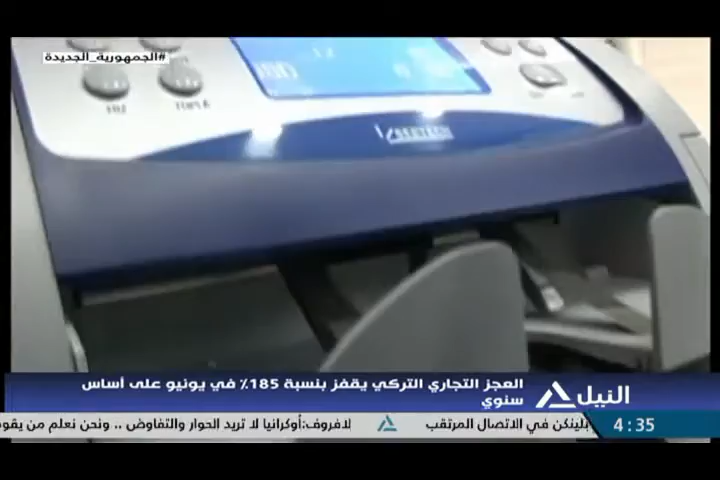 #الجمهورية_الجديدة
العجز التجاري التركي يقفز بنسبة 185٪ في يونيو على أساس
سنوي
النيل
4:35
بلينكن في الاتصال المرتقب
لافروف:أوكرانيا لا تريد الحوار والتفاوض .. ونحن نعلم من يقود